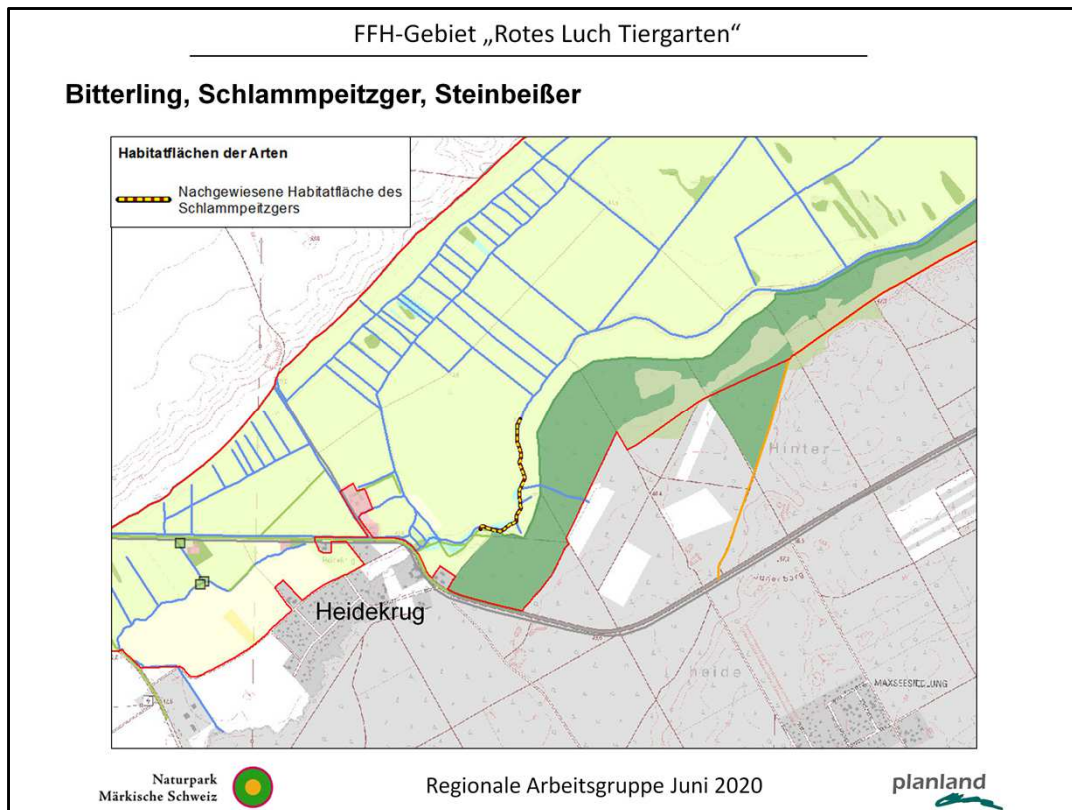 FFH-Gebiet „Rotes Luch Tiergarten“
Bitterling, Schlammpeitzger, Steinbeißer
Habitatflächen der Arten
Nachgewiesene Habitatfläche des
Schlammpeitzgers
Hinter-
Heidekrug
heide
MAXSEESIEDLUNG
Naturpark
Märkische Schweiz
Regionale Arbeitsgruppe Juni 2020
planland